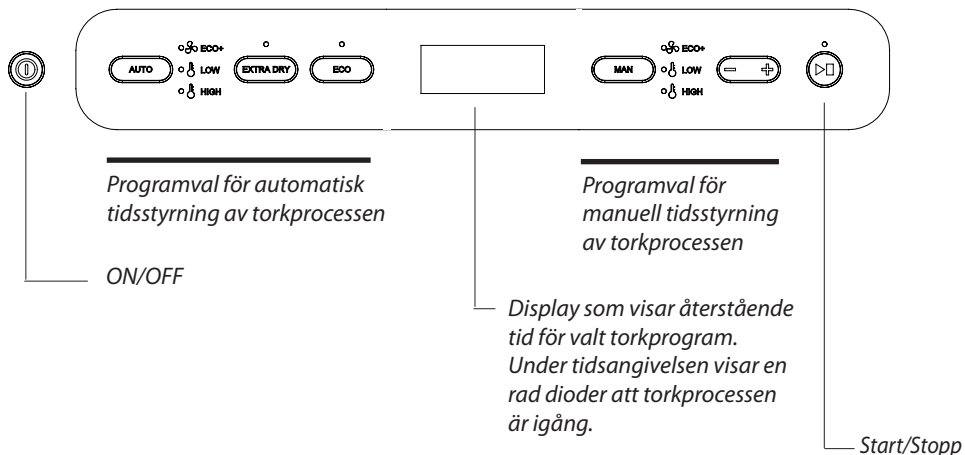 ECO+
ECO+
AUTO
LOW
EXTRA DRY
ECO
MAN
LOW
− +
HIGH
HIGH
Programval för automatisk
tidsstyrning av torkprocessen
Programval för
manuell tidsstyrning
av torkprocessen
ON/OFF
Display som visar återstående
tid för valt torkprogram.
Under tidsangivelsen visar en
rad dioder att torkprocessen
är igång.
Start/Stopp